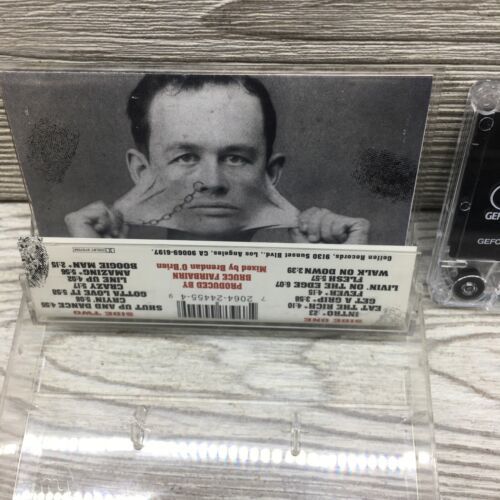 SIDE ONE
INTRO* :23
EAT THE RICH* 4:10
GET A GRIP* 3:58
FEVER* 4:15
LIVIN' ON THE EDGE 6:07
FLESH 5:57
WALK ON DOWN 3:39
7 2064-24455-4 9
PRODUCED BY
BRUCE FAIRBAIRN
Mixed by Brendan O'Brien
SIDE TWO
SHUT UP AND DANCE 4:56
CRYIN' 5:08
GOTTA LOVE IT 5:58
CRAZY 5:17
LINE UP* 4:02
AMAZING* 5:56
BOOGIE MAN* 2:15
Geffen Records, 9130 Sunset Blvd., Los Angeles, CA 90069-6197.
GEF
GEFC